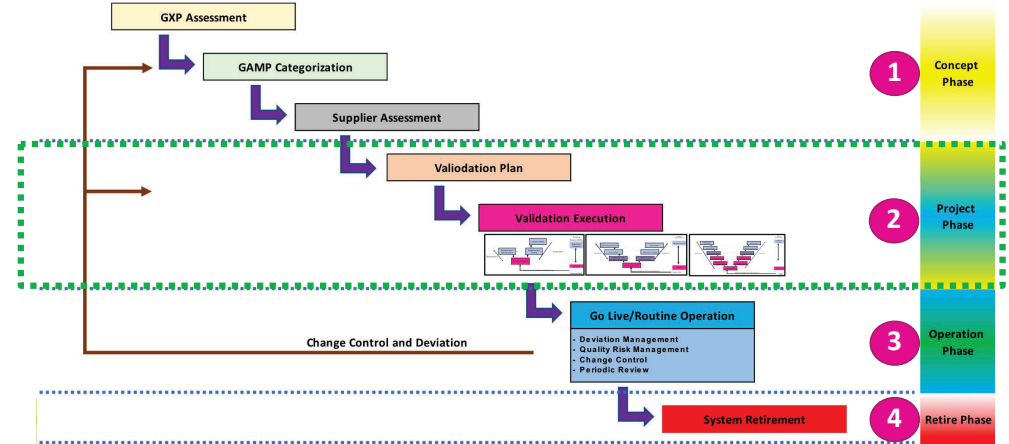 GXP Assessment
GAMP Categorization
Supplier Assessment
1
Concept
Phase
Valiodation Plan
Validation Execution
2
Project
Phase
Go Live/Routine Operation
- Deviation Management
- Quality Risk Management
- Change Control
- Periodic Review
Change Control and Deviation
3
Operation
Phase
System Retirement
4
Retire Phase